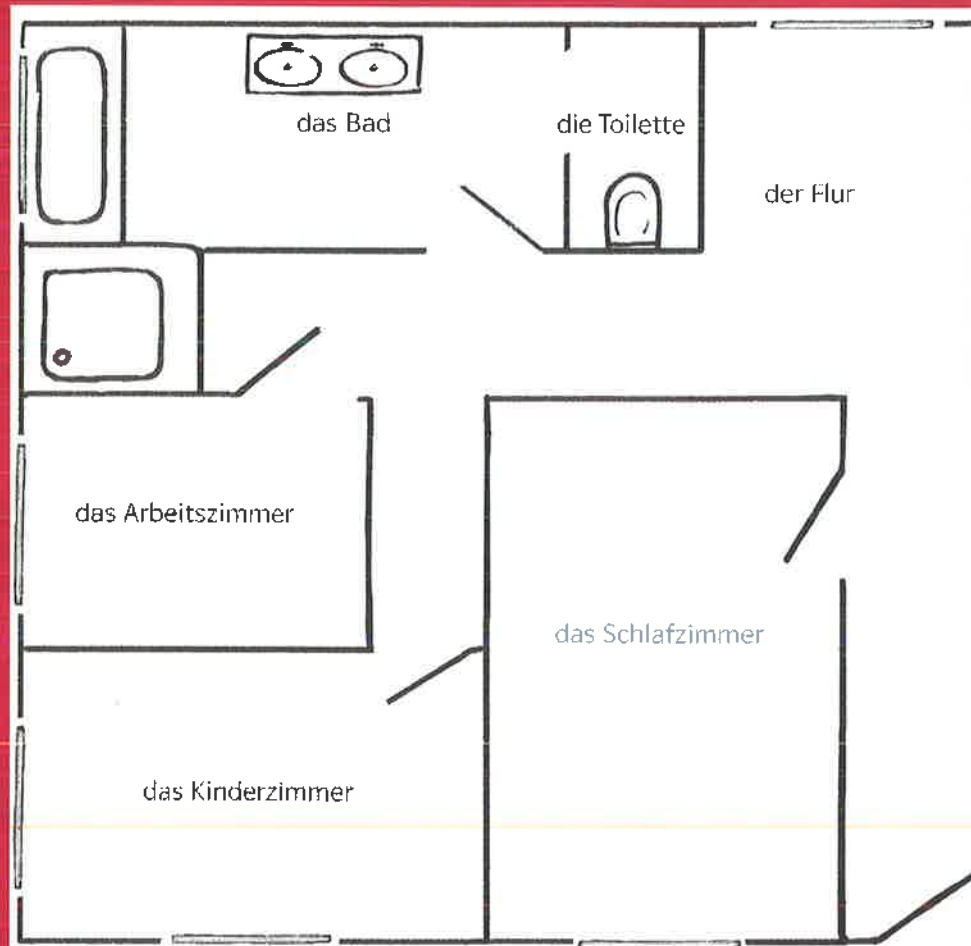 das Bad
die Toilette
der Flur
das Arbeitszimmer
das Schlafzimmer
das Kinderzimmer